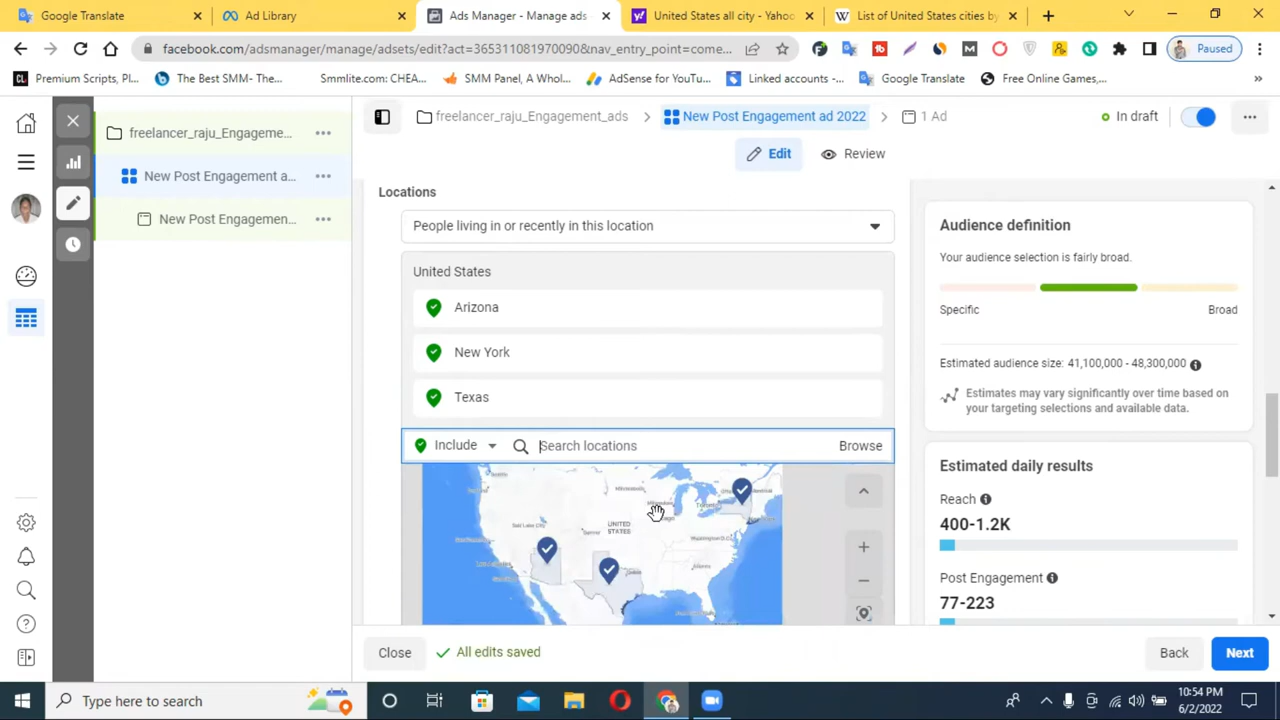 Google Translate
Ad Library
Ads Manager - Manage ads
United States all city - Yahoo
List of United States cities by
facebook.com/adsmanager/manage/adsets/edit?act=365311081970090&nav_entry_point=come...
Paused
Premium Scripts, Pl...
The Best SMM- The...
Smmlite.com: CHEA...
SMM Panel, A Whol...
AdSense for YouTu...
Linked accounts -...
Google Translate
Free Online Games,...
freelancer_raju_Engageme...
New Post Engagement a...
New Post Engagemen...
freelancer_raju_Engagement_ads
New Post Engagement ad 2022
1 Ad
In draft
Edit
Review
Locations
People living in or recently in this location
United States
Arizona
New York
Texas
Include
Search locations
Browse
UNITED
STATES
Audience definition
Your audience selection is fairly broad.
Specific
Broad
Estimated audience size: 41,100,000 - 48,300,000
Estimates may vary significantly over time based on
your targeting selections and available data.
Estimated daily results
Reach
400-1.2K
Post Engagement
77-223
Close
All edits saved
Back
Next
Type here to search
10:54 PM
6/2/2022